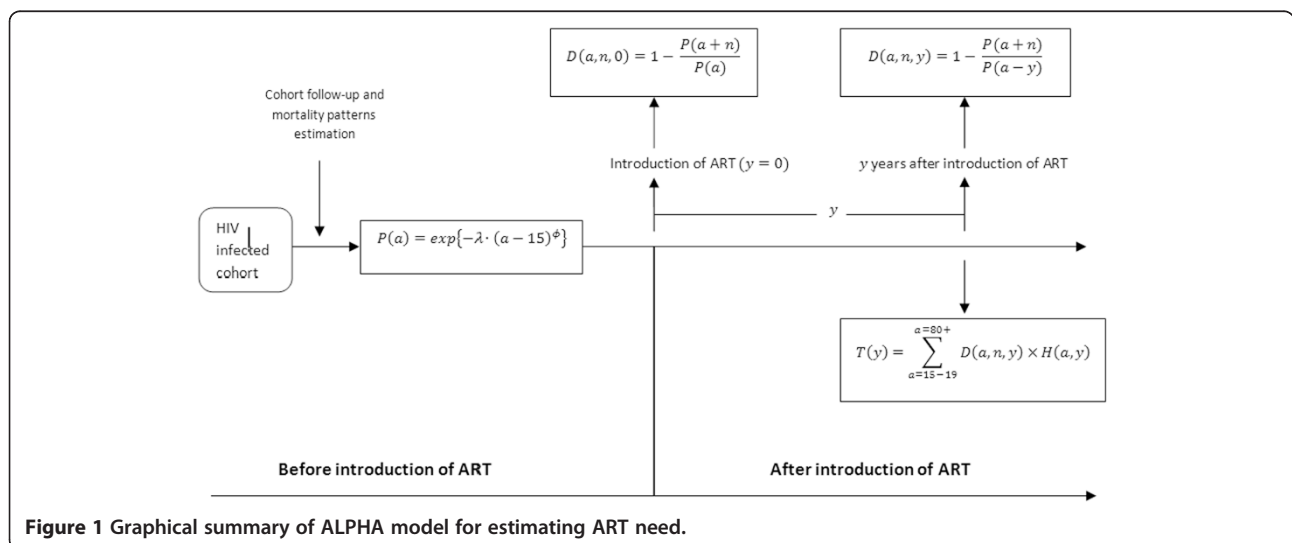 D(a, n, 0) = 1 − P(a + n) / P(a)
D(a, n, y) = 1 − P(a + n) / P(a − y)
Cohort follow-up and
mortality patterns
estimation
Introduction of ART (y = 0)
y years after introduction of ART
y
HIV
infected
cohort
P(a) = exp{−λ· (a − 15)^ϕ}
T(y) = ∑_{a=15−19}^{a=80+} D(a, n, y) × H(a, y)
Before introduction of ART
After introduction of ART
Figure 1 Graphical summary of ALPHA model for estimating ART need.